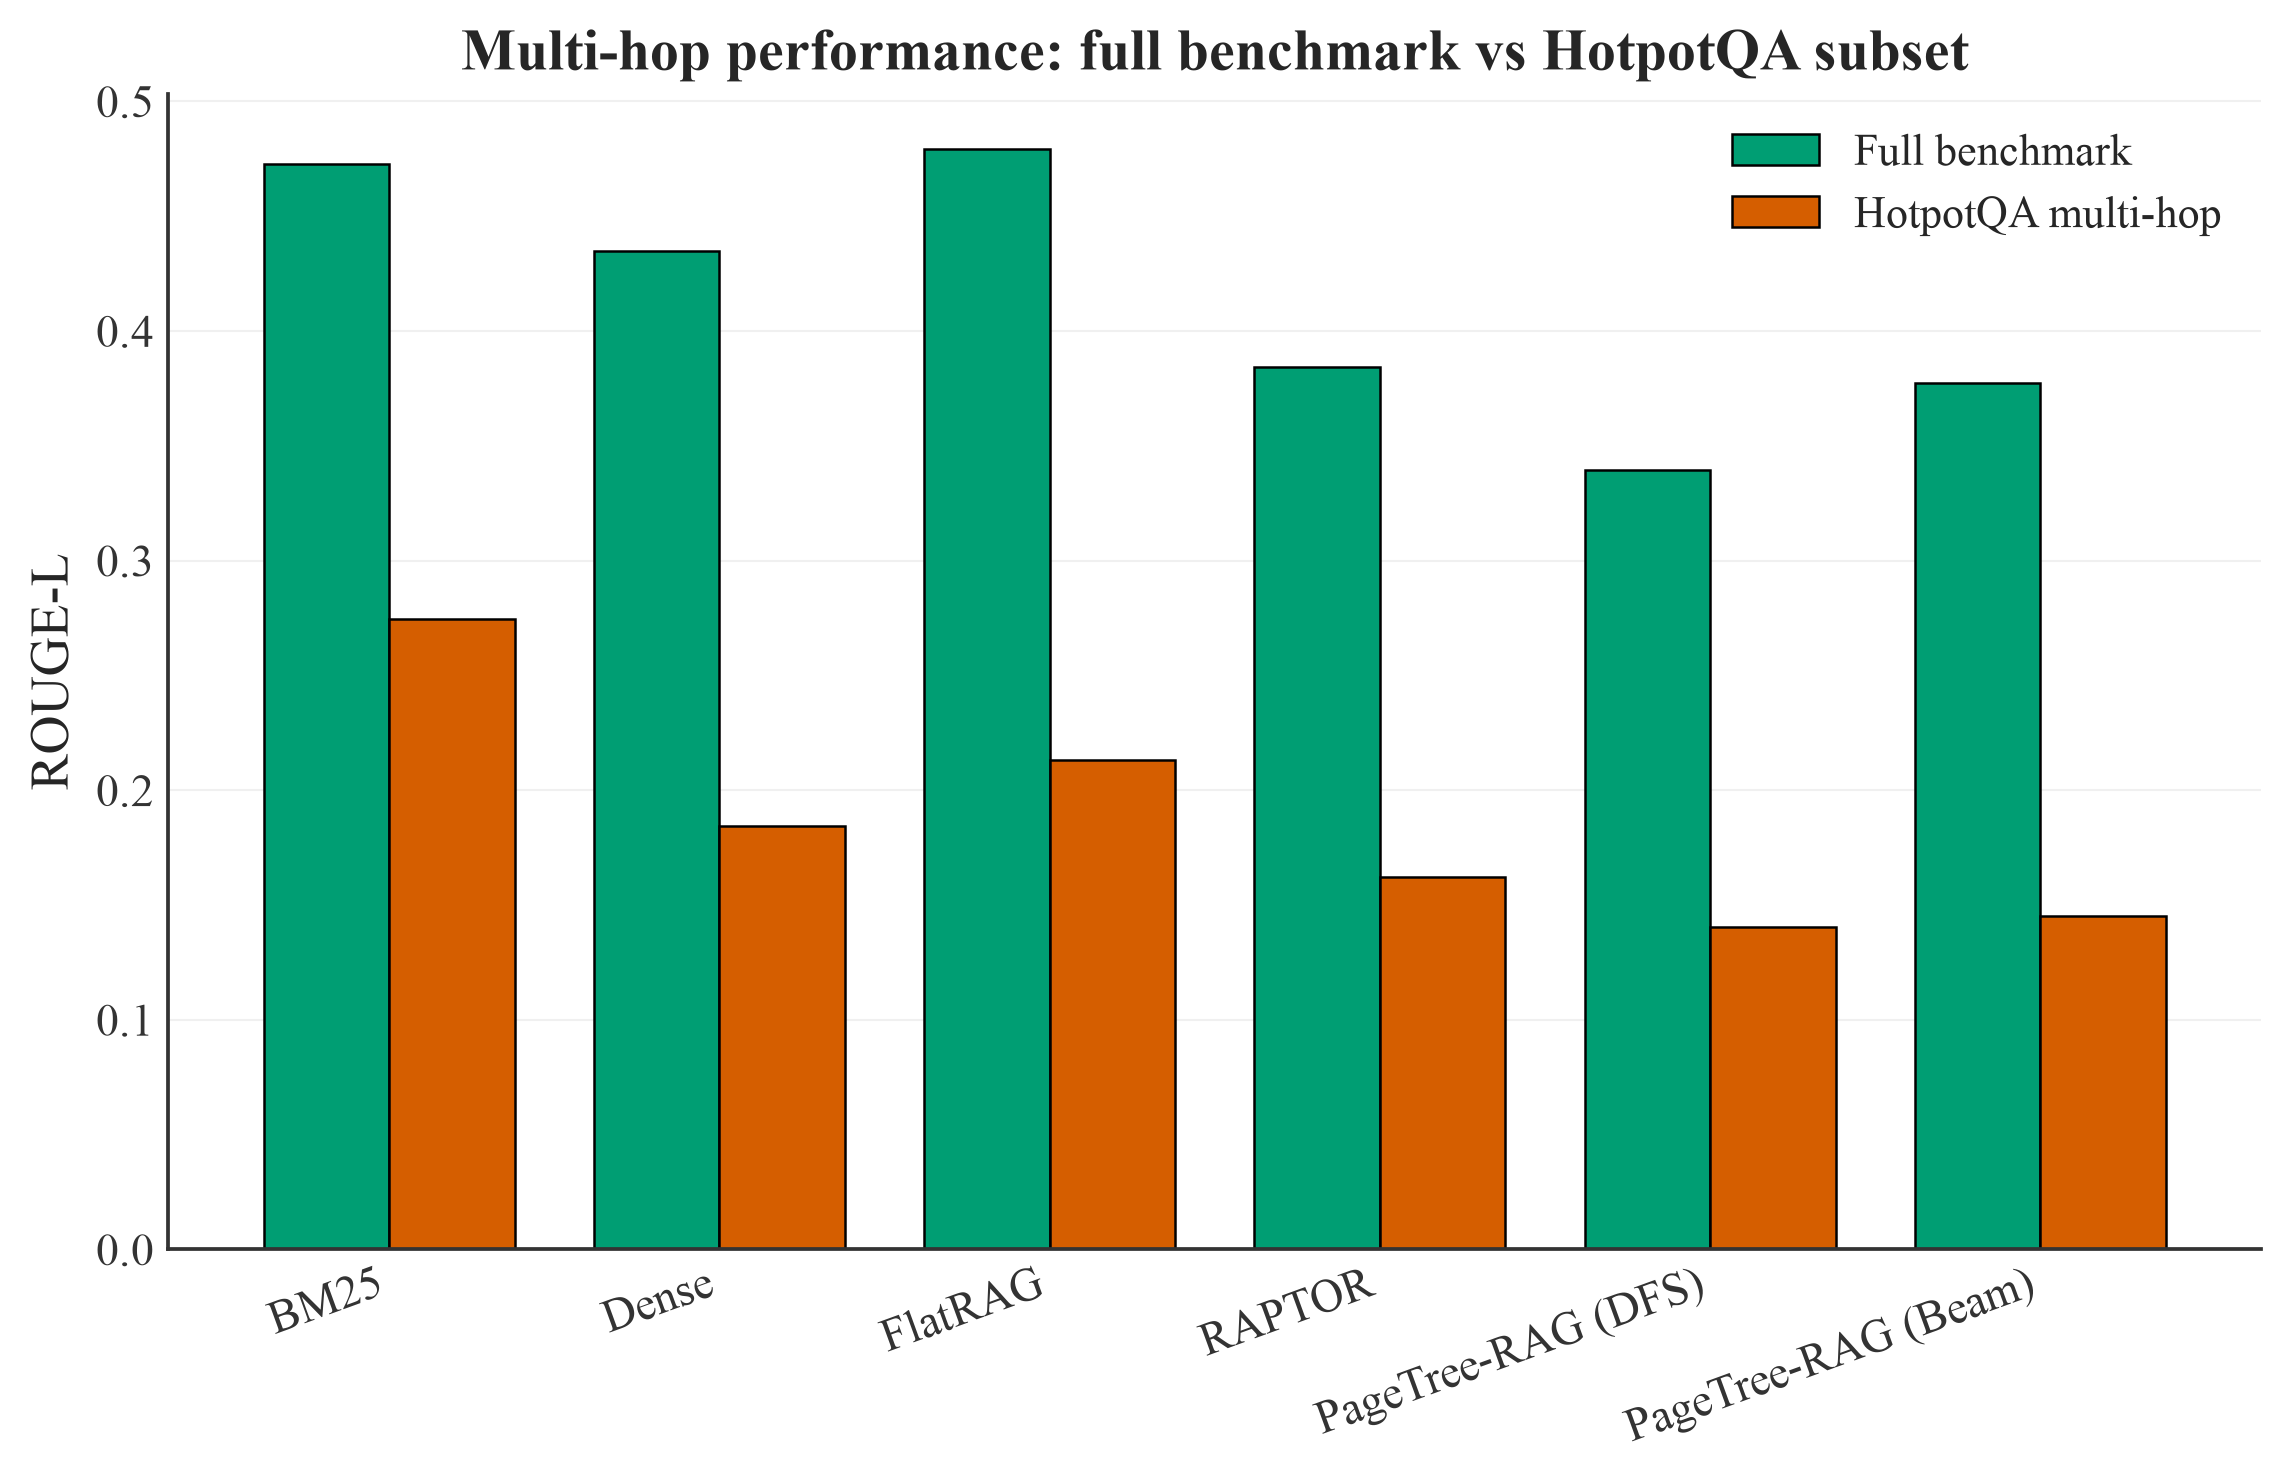 Multi-hop performance: full benchmark vs HotpotQA subset
Full benchmark
HotpotQA multi-hop
ROUGE-L
0.5
0.4
0.3
0.2
0.1
0.0
BM25
Dense
FlatRAG
RAPTOR
PageTree-RAG (DFS)
PageTree-RAG (Beam)